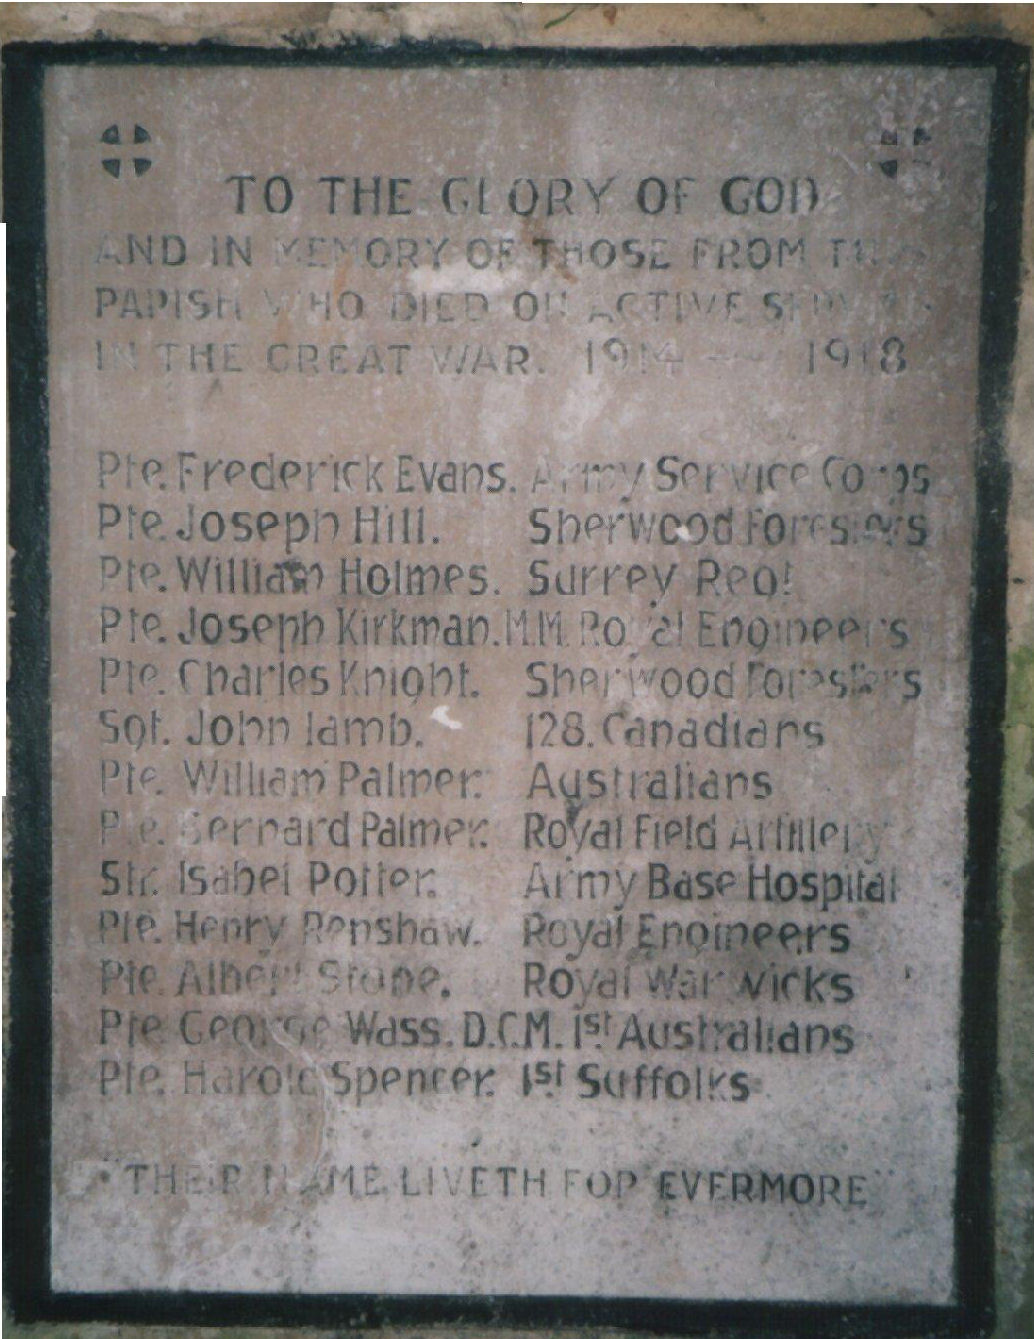 TO THE GLORY OF GOD
AND IN MEMORY OF THOSE FROM THIS
PARISH WHO DIED ON ACTIVE SERVICE
IN THE GREAT WAR. 1914 — 1918
Pte. Frederick Evans. Army Service Corps
Pte. Joseph Hill. Sherwood Foresters
Pte. William Holmes. Surrey Regt
Pte. Joseph Kirkman. M.M. Royal Engineers
Pte. Charles Knight. Sherwood Foresters
Sgt. John Lamb. 128. Canadians
Pte. William Palmer. Australians
Pte. Bernard Palmer. Royal Field Artillery
Str. Isabel Potter. Army Base Hospital
Pte. Henry Renshaw. Royal Engineers
Pte. Albert Stone. Royal Warwicks
Pte George Wass. D.C.M. 1st Australians
Pte. Harold Spencer. 1st Suffolks
"THEIR NAME LIVETH FOR EVERMORE"